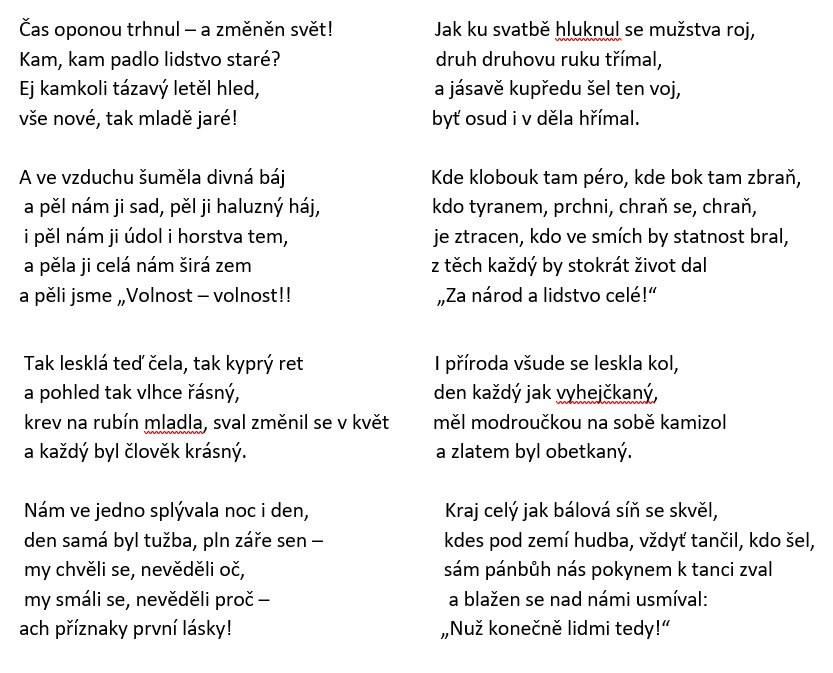 Čas oponou trhnul – a změněn svět!
Kam, kam padlo lidstvo staré?
Ej kamkoli tázavý letěl hled,
vše nové, tak mladě jaré!
A ve vzduchu šuměla divná báj
a pěl nám ji sad, pěl ji haluzný háj,
i pěl nám ji údol i horstva tem,
a pěla ji celá nám širá zem
a pěli jsme „Volnost – volnost!!
Tak lesklá teď čela, tak kyprý ret
a pohled tak vlhce řásný,
krev na rubín mladla, sval změnil se v květ
a každý byl člověk krásný.
Nám ve jedno splývala noc i den,
den samá byl tužba, pln záře sen –
my chvěli se, nevěděli oč,
my smáli se, nevěděli proč –
ach příznaky první lásky!
Jak ku svatbě hluknul se mužstva roj,
druh druhovu ruku třímal,
a jásavě kupředu šel ten voj,
byť osud i v děla hřímal.
Kde klobouk tam péro, kde bok tam zbraň,
kdo tyranem, prchni, chraň se, chraň,
je ztracen, kdo ve smích by statnost bral,
z těch každý by stokrát život dal
„Za národ a lidstvo celé!“
I příroda všude se leskla kol,
den každý jak vyhejčkaný,
měl modroučkou na sobě kamizol
a zlatem byl obetkaný.
Kraj celý jak bálová síň se skvěl,
kdes pod zemí hudba, vždyť tančil, kdo šel,
sám pánbůh nás pokynem k tanci zval
a blažen se nad námi usmíval:
„Nuž konečně lidmi tedy!“